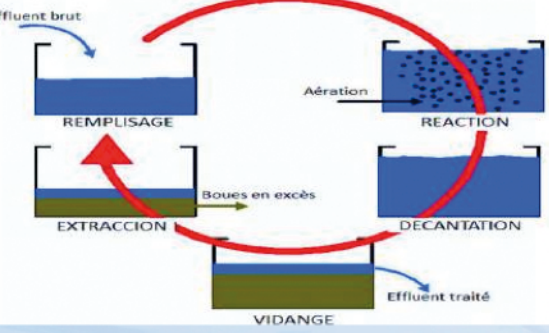 ffluent brut
Aération
REMPLISAGE
REACTION
Boues en excès
EXTRACCION
DECANTATION
Effluent traité
VIDANGE